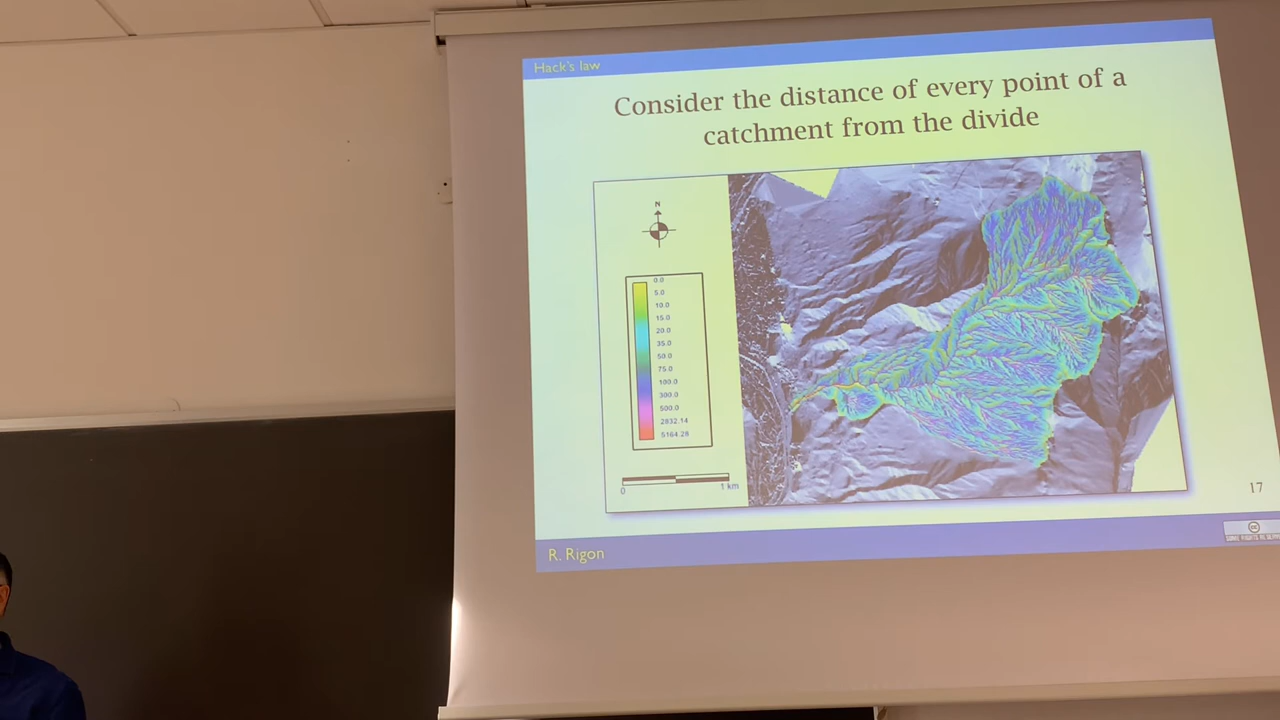 Hack's law
Consider the distance of every point of a
catchment from the divide
N
0.0
5.0
10.0
15.0
20.0
35.0
50.0
75.0
100.0
300.0
500.0
2832.14
5164.28
0 1 km
17
R. Rigon
cc